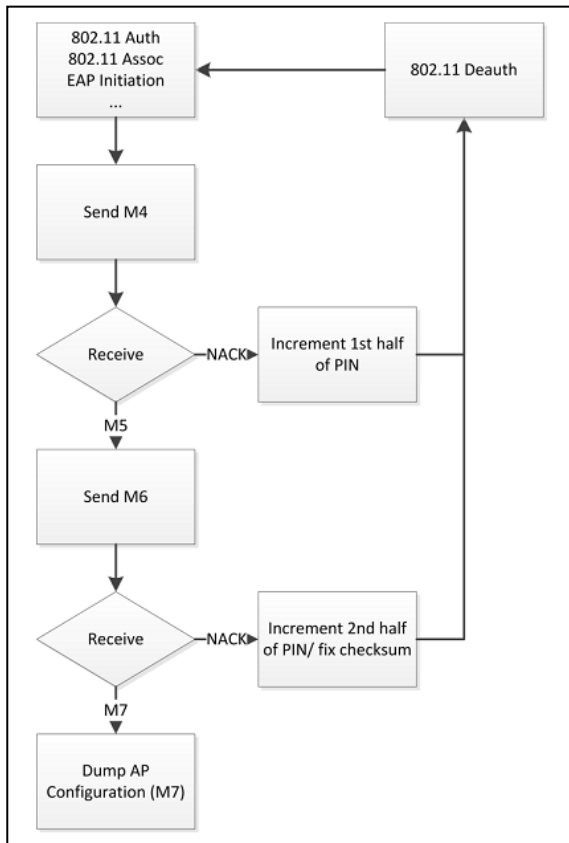 802.11 Auth
802.11 Assoc
EAP Initiation
...
802.11 Deauth
Send M4
Receive
NACK
Increment 1st half
of PIN
M5
Send M6
Receive
NACK
Increment 2nd half
of PIN/ fix checksum
M7
Dump AP
Configuration (M7)